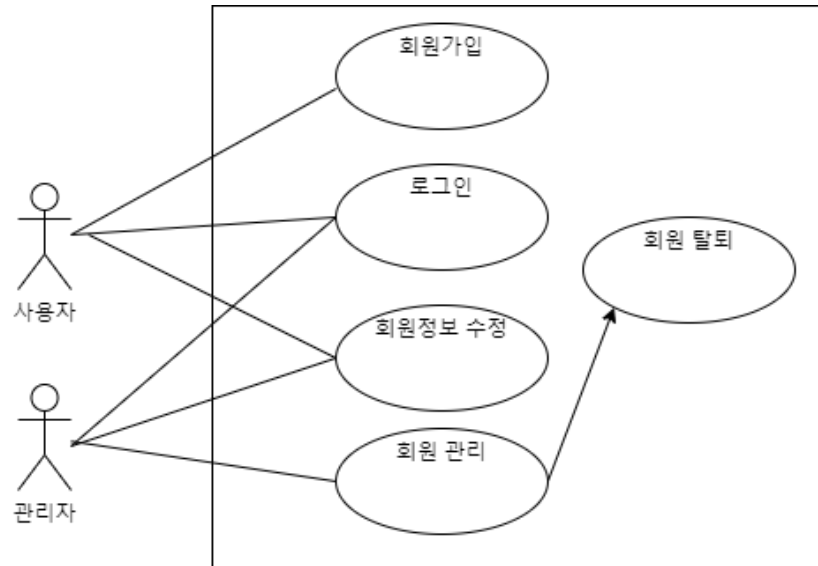 회원가입
로그인
회원 탈퇴
사용자
회원정보 수정
회원 관리
관리자